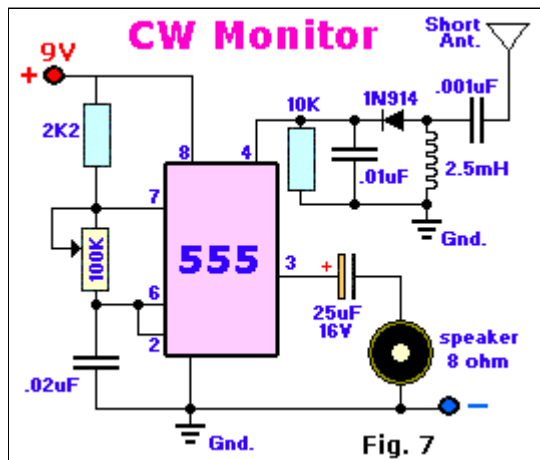 CW Monitor
Short
Ant.
9V
+
.001uF
10K
1N914
2K2
8
4
.01uF
2.5mH
7
Gnd.
100K
555
3
+
6
25uF
16V
2
speaker
8 ohm
.02uF
−
Gnd.
Fig. 7